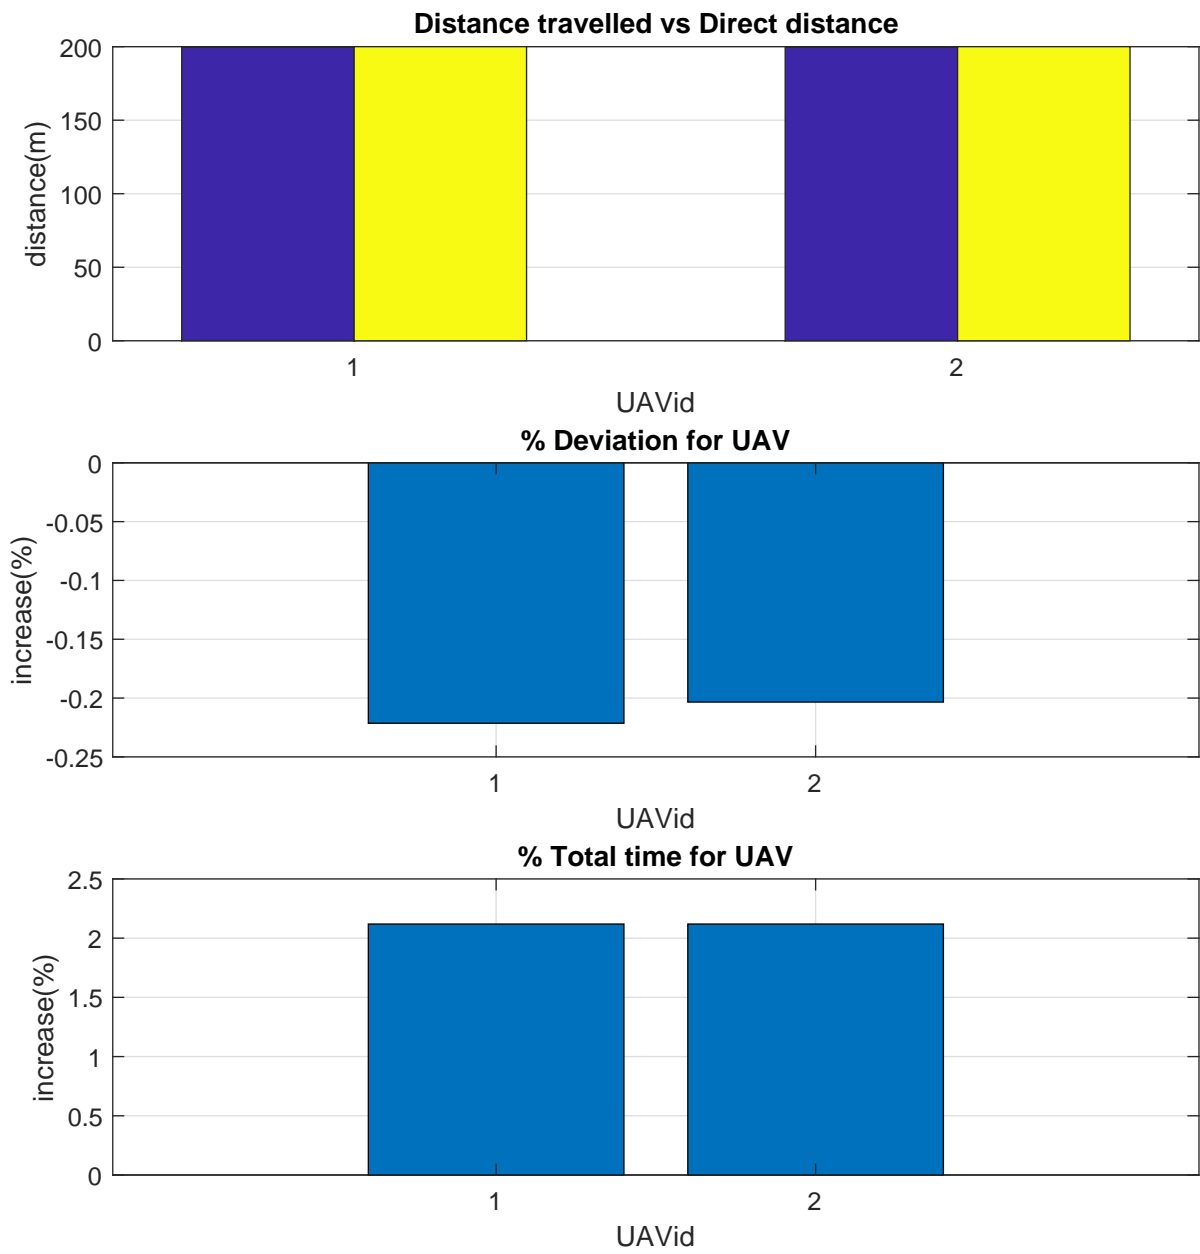 Distance travelled vs Direct distance
200
150
100
50
0
distance(m)
1 2
UAVid
% Deviation for UAV
0
-0.05
-0.1
-0.15
-0.2
-0.25
increase(%)
1 2
UAVid
% Total time for UAV
2.5
2
1.5
1
0.5
0
increase(%)
1 2
UAVid